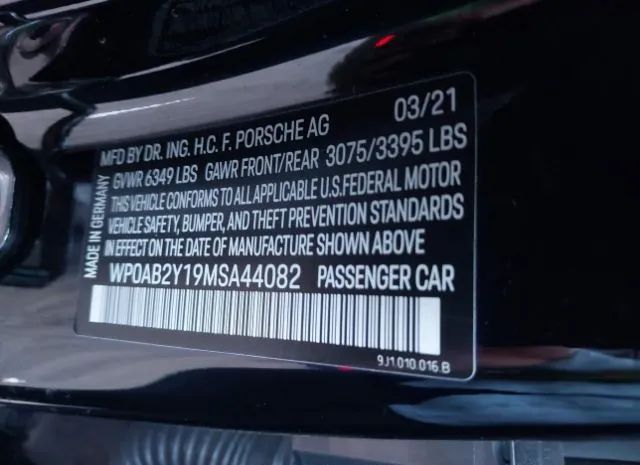 MFD BY DR. ING. H.C. F. PORSCHE AG 03/21
GVWR 6349 LBS GAWR FRONT/REAR 3075/3395 LBS
THIS VEHICLE CONFORMS TO ALL APPLICABLE U.S.FEDERAL MOTOR
VEHICLE SAFETY, BUMPER, AND THEFT PREVENTION STANDARDS
IN EFFECT ON THE DATE OF MANUFACTURE SHOWN ABOVE
WP0AB2Y19MSA44082 PASSENGER CAR
MADE IN GERMANY
9J1.010.016.B